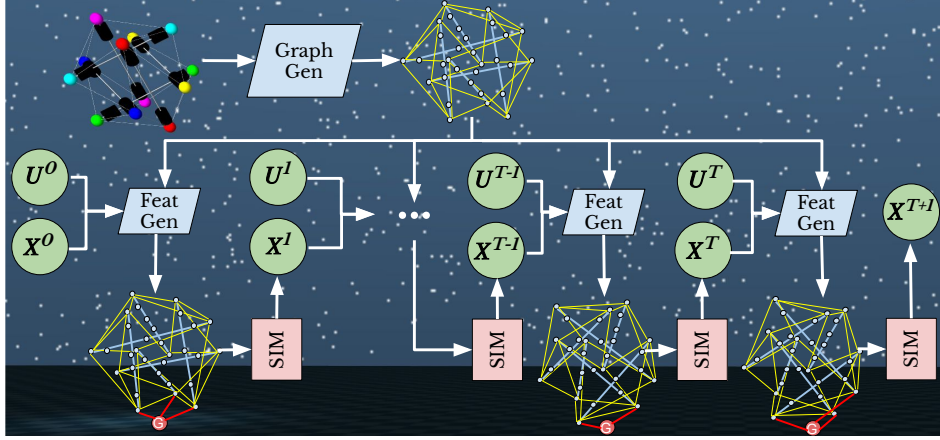 Graph
Gen
U^0
X^0
Feat
Gen
U^1
X^1
SIM
...
U^{T-1}
X^{T-1}
SIM
Feat
Gen
U^T
X^T
SIM
Feat
Gen
X^{T+1}
SIM
G
G
G